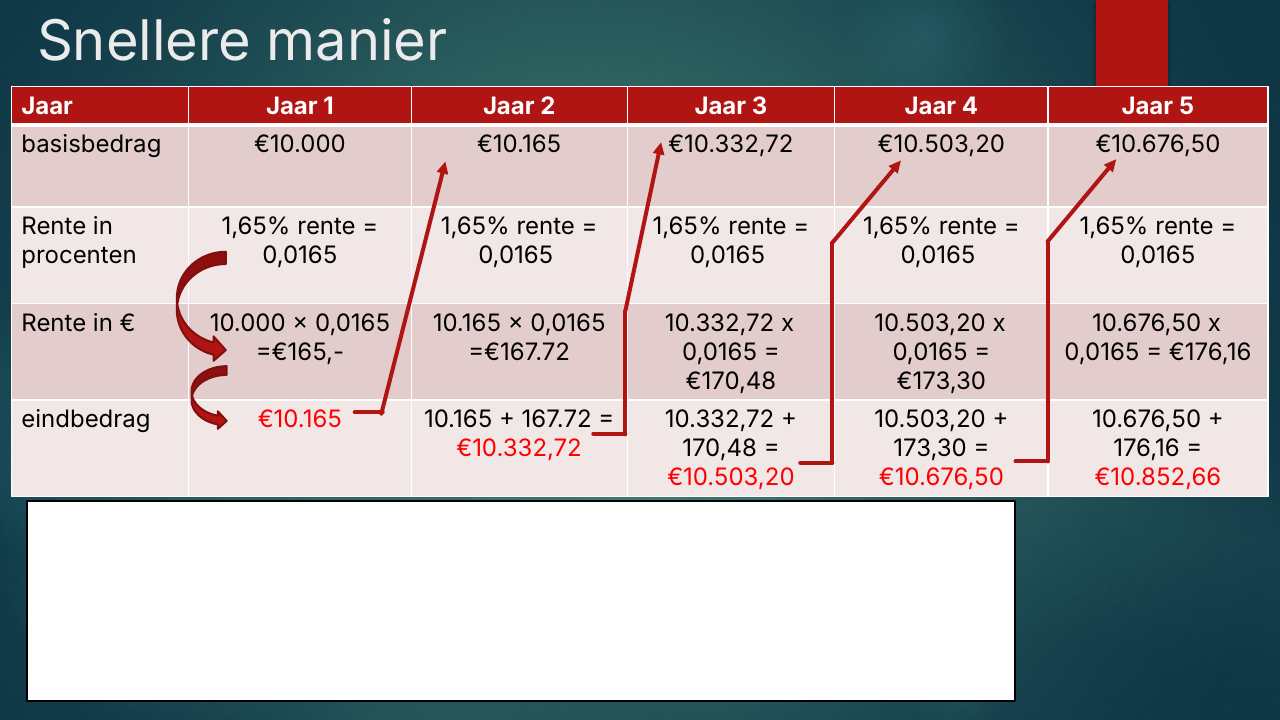 Snellere manier
Jaar
Jaar 1
Jaar 2
Jaar 3
Jaar 4
Jaar 5
basisbedrag
€10.000
€10.165
€10.332,72
€10.503,20
€10.676,50
Rente in
procenten
1,65% rente =
0,0165
1,65% rente =
0,0165
1,65% rente =
0,0165
1,65% rente =
0,0165
1,65% rente =
0,0165
Rente in €
10.000 × 0,0165
=€165,-
10.165 × 0,0165
=€167.72
10.332,72 x
0,0165 =
€170,48
10.503,20 x
0,0165 =
€173,30
10.676,50 x
0,0165 = €176,16
eindbedrag
€10.165
10.165 + 167.72 =
€10.332,72
10.332,72 +
170,48 =
€10.503,20
10.503,20 +
173,30 =
€10.676,50
10.676,50 +
176,16 =
€10.852,66